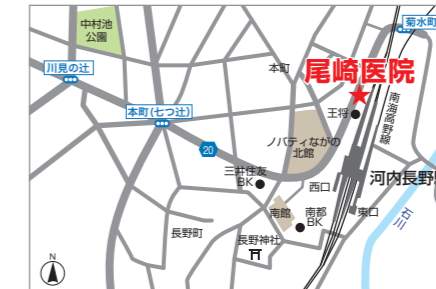 菊水町
中村池
公園
川見の辻
本町
尾崎医院
本町(七つ辻)
王将
南海高野線
ノバティながの
北館
20
三井住友
BK
河内長野駅
西口
南館
南都
BK
東口
石川
長野町
長野神社
N